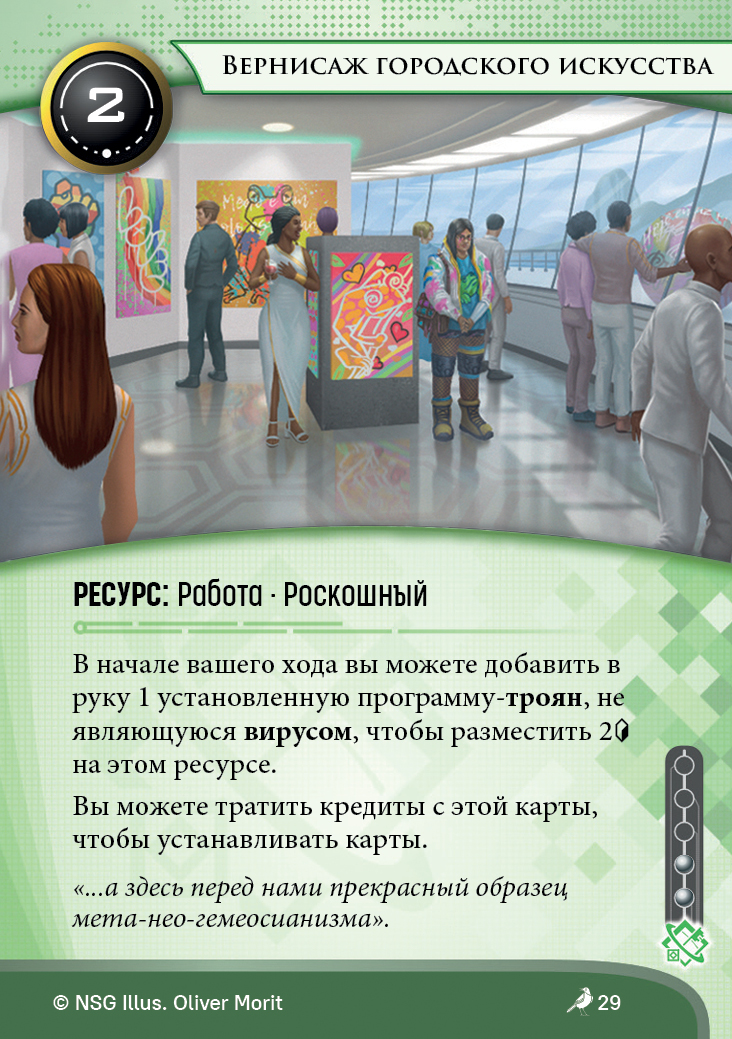 2
Вернисаж городского искусства
РЕСУРС: Работа · Роскошный
В начале вашего хода вы можете добавить в
руку 1 установленную программу-троян, не
являющуюся вирусом, чтобы разместить 2
на этом ресурсе.
Вы можете тратить кредиты с этой карты,
чтобы устанавливать карты.
«...а здесь перед нами прекрасный образец
мета-нео-гемеосианизма».
© NSG Illus. Oliver Morit
29